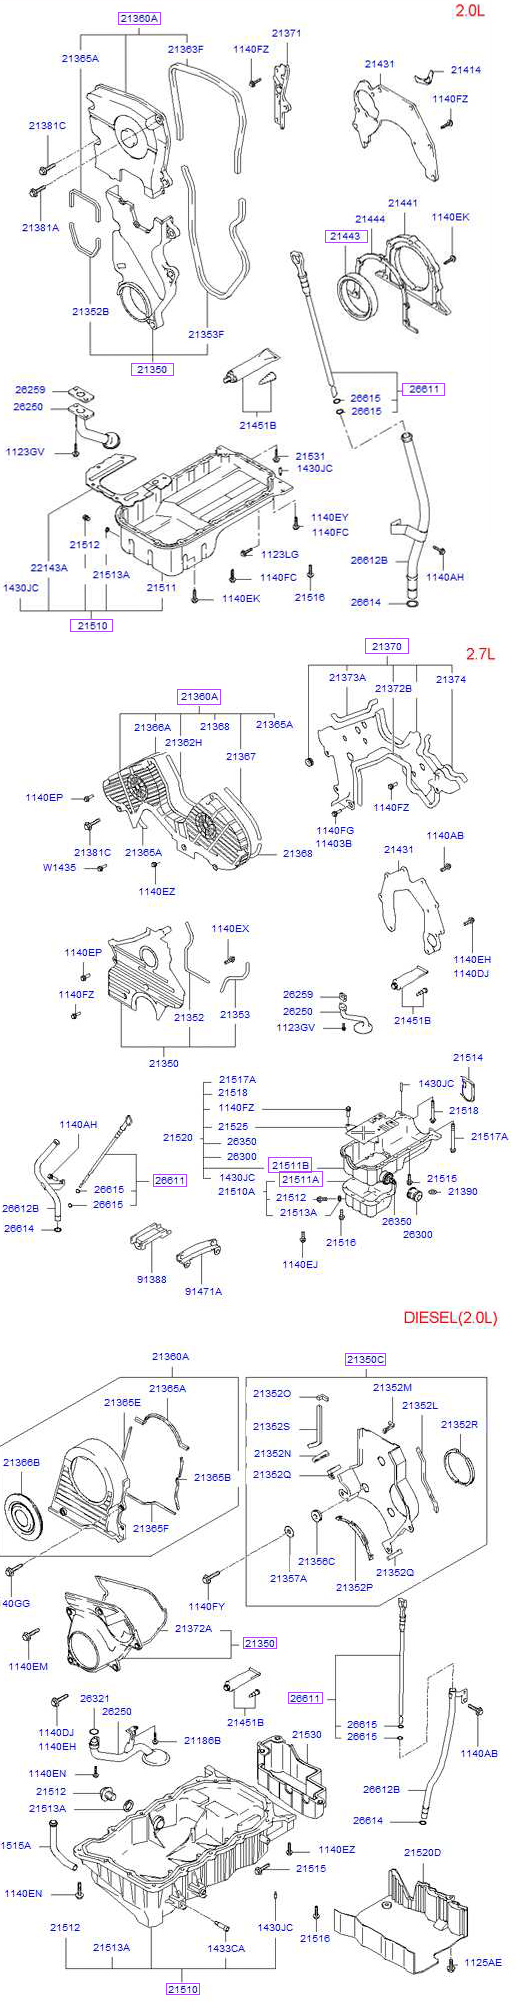 2.0L
21360A
21365A
21363F
1140FZ
21371
21431
21414
1140FZ
21381C
21381A
21441
21444
21443
1140EK
21352B
21353F
21350
26611
26615
26615
26259
26250
21451B
1123GV
21531
1430JC
1140EY
1140FC
21512
21513A
22143A
1430JC
21511
1123LG
1140FC
1140EK
21516
26612B
1140AH
26614
21510
2.7L
21370
21373A
21372B
21374
21360A
21366A
21368
21365A
21362H
21367
1140EP
1140FZ
1140FG
11403B
21381C
21365A
21368
W1435
1140EZ
21431
1140AB
1140EX
1140EP
1140FZ
21352
21353
21350
1140EH
1140DJ
26259
26250
1123GV
21451B
21514
1430JC
21517A
21518
1140FZ
21525
21520
26350
26300
1430JC
21518
21517A
1140AH
26611
26615
26615
26612B
26614
21511B
21511A
21510A
21512
21513A
21515
21390
26350
26300
21516
1140EJ
91388
91471A
DIESEL(2.0L)
21360A
21365A
21365E
21366B
21365B
21365F
21350C
21352O
21352M
21352L
21352S
21352R
21352N
21352Q
21356C
21357A
21352P
21352Q
40GG
1140FY
21372A
21350
1140EM
26611
26615
26615
26321
26250
1140DJ
1140EH
21186B
21451B
21530
1140EN
21512
21513A
1515A
1140EN
1140AB
26612B
26614
1140EZ
21515
21520D
21512
21513A
1433CA
1430JC
21516
1125AE
21510